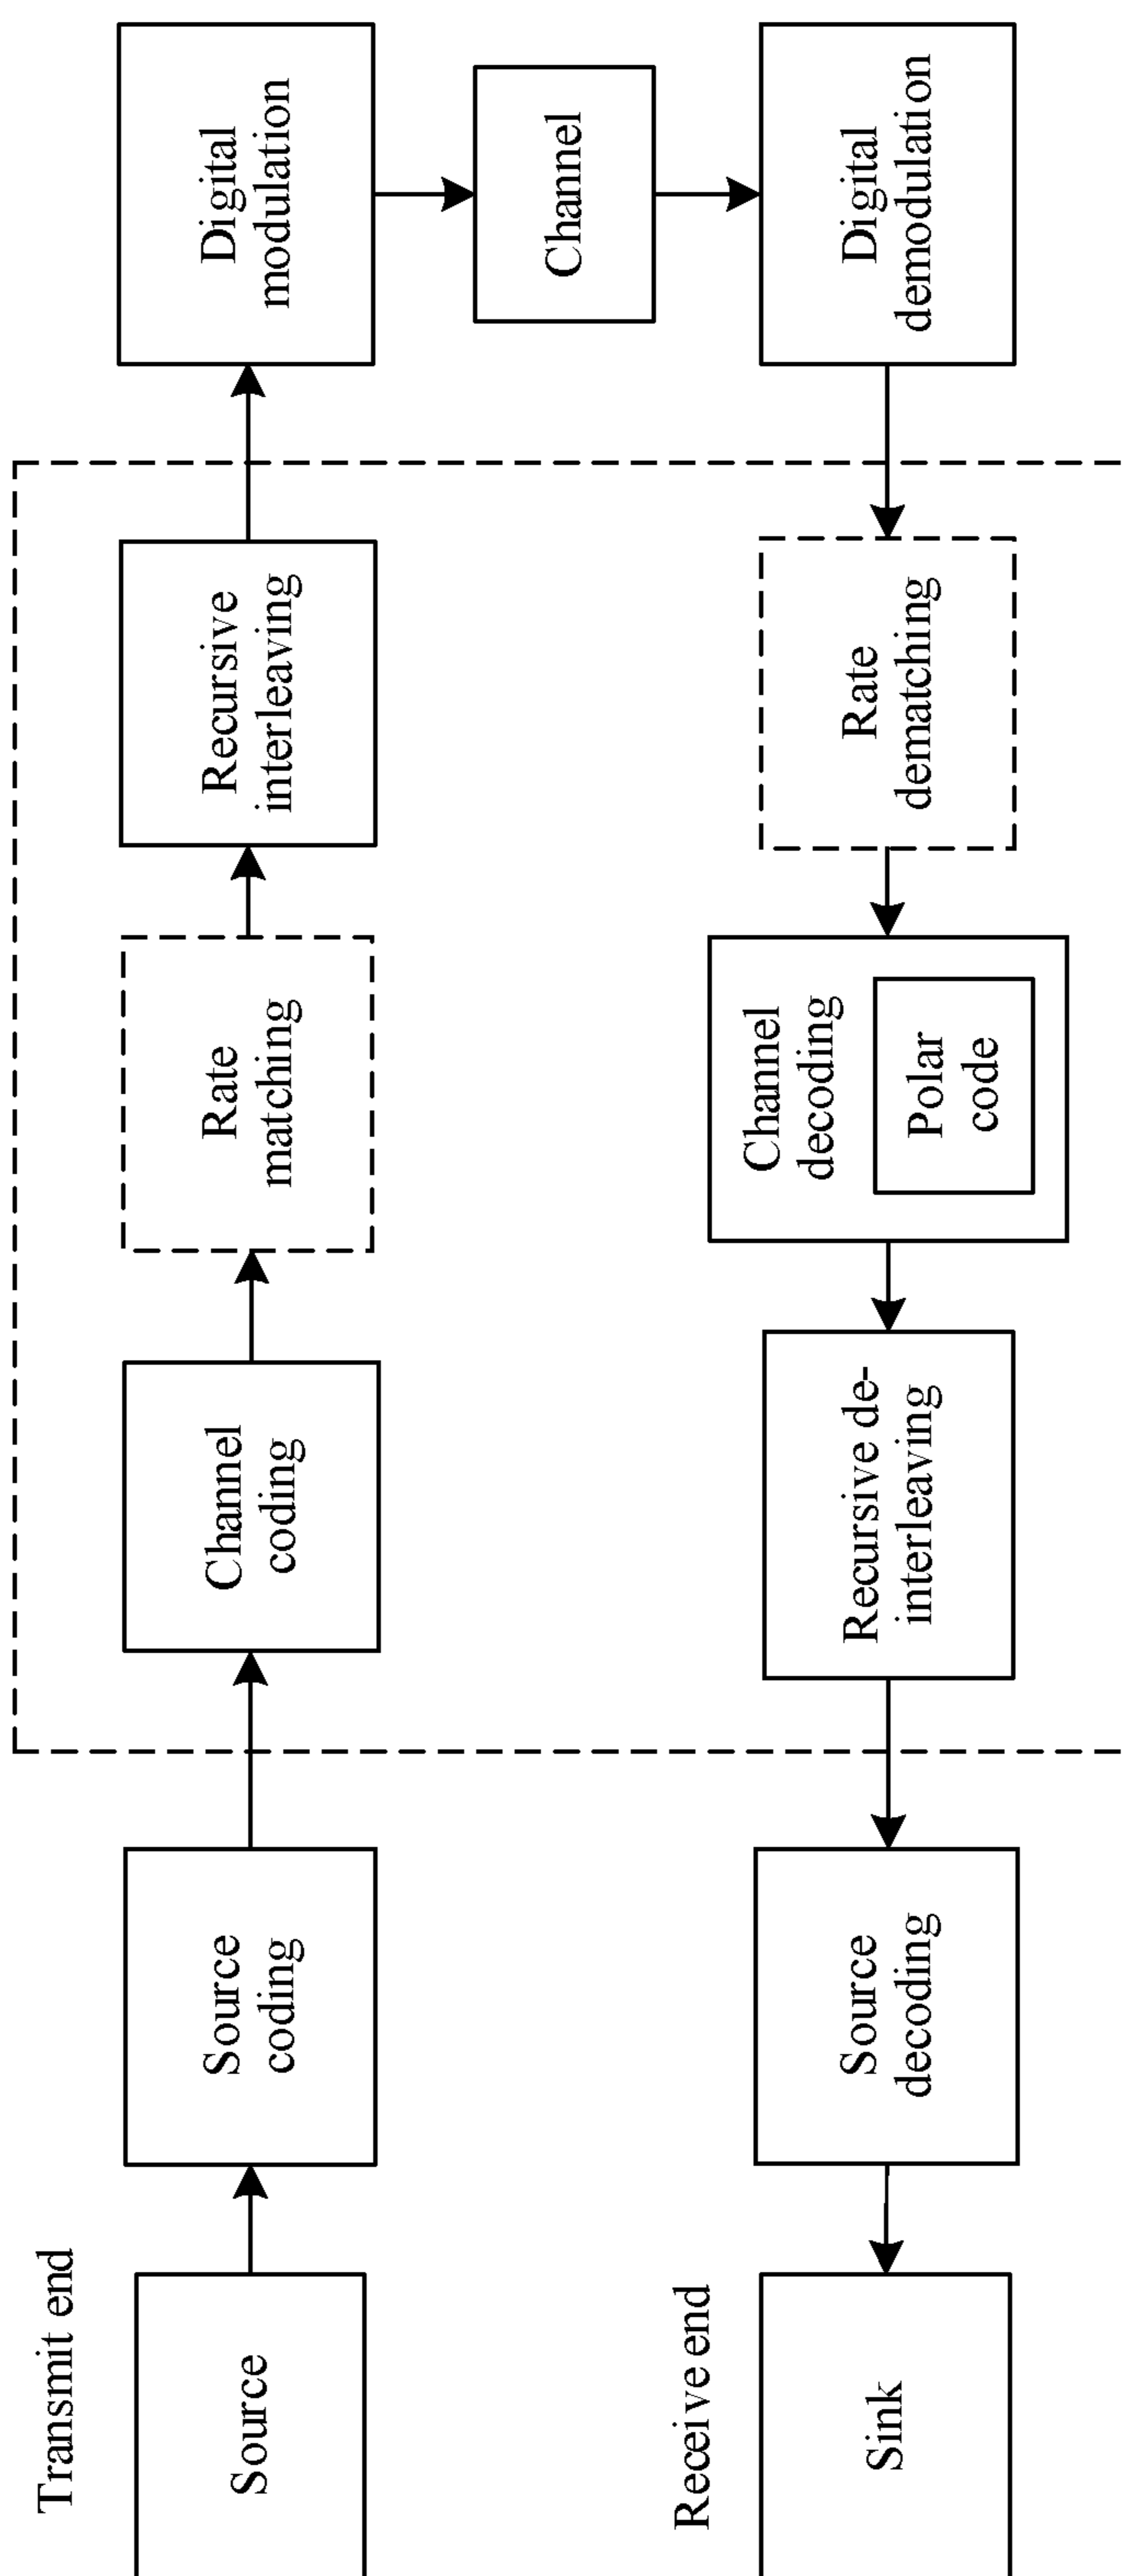 Transmit end
Source
Source
coding
Channel
coding
Rate
matching
Recursive
interleaving
Digital
modulation
Channel
Receive end
Sink
Source
decoding
Recursive de-
interleaving
Channel
decoding
Polar
code
Rate
dematching
Digital
demodulation